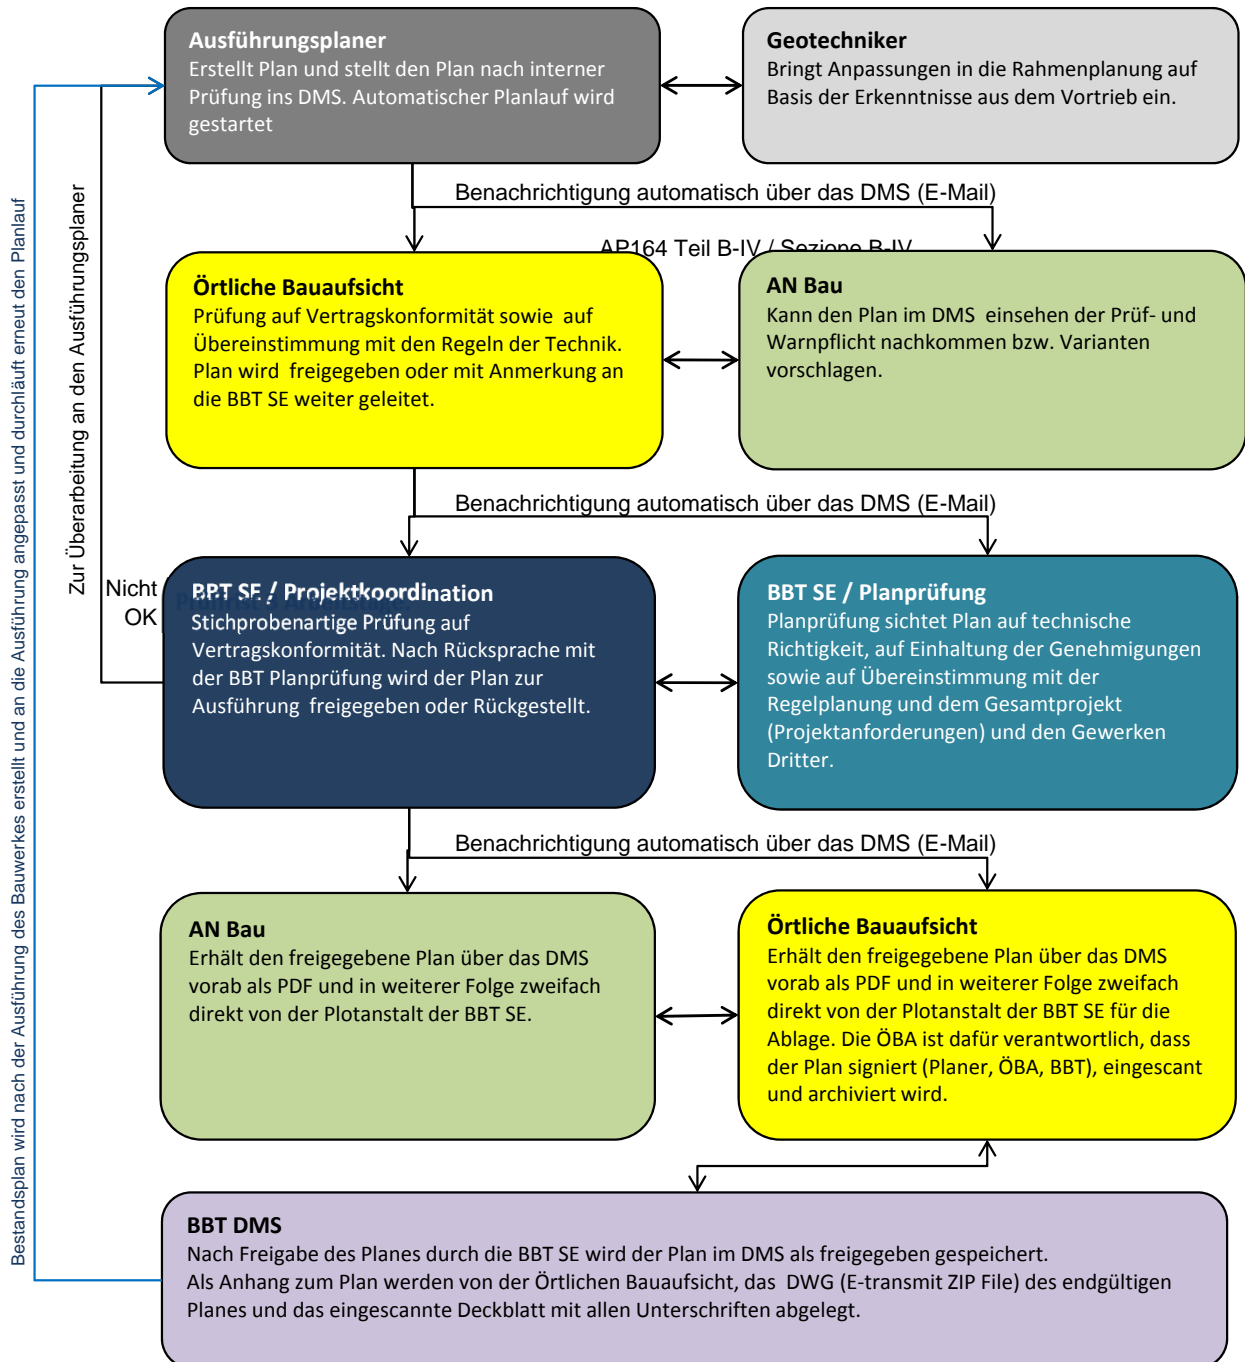 Ausführungsplaner
Erstellt Plan und stellt den Plan nach interner
Prüfung ins DMS. Automatischer Planlauf wird
gestartet
Geotechniker
Bringt Anpassungen in die Rahmenplanung auf
Basis der Erkenntnisse aus dem Vortrieb ein.
Benachrichtigung automatisch über das DMS (E-Mail)
AP164 Teil B-IV / Sezione B-IV
Örtliche Bauaufsicht
Prüfung auf Vertragskonformität sowie  auf
Übereinstimmung mit den Regeln der Technik.
Plan wird  freigegeben oder mit Anmerkung an
die BBT SE weiter geleitet.
AN Bau
Kann den Plan im DMS  einsehen der Prüf- und
Warnpflicht nachkommen bzw. Varianten
vorschlagen.
Benachrichtigung automatisch über das DMS (E-Mail)
Zur Überarbeitung an den Ausführungsplaner
Nicht
OK
BBT SE / Projektkoordination
Stichprobenartige Prüfung auf
Vertragskonformität. Nach Rücksprache mit
der BBT Planprüfung wird der Plan zur
Ausführung  freigegeben oder Rückgestellt.
BBT SE / Planprüfung
Planprüfung sichtet Plan auf technische
Richtigkeit, auf Einhaltung der Genehmigungen
sowie auf Übereinstimmung mit der
Regelplanung und dem Gesamtprojekt
(Projektanforderungen) und den Gewerken
Dritter.
Benachrichtigung automatisch über das DMS (E-Mail)
AN Bau
Erhält den freigegebene Plan über das DMS
vorab als PDF und in weiterer Folge zweifach
direkt von der Plotanstalt der BBT SE.
Örtliche Bauaufsicht
Erhält den freigegebene Plan über das DMS
vorab als PDF und in weiterer Folge zweifach
direkt von der Plotanstalt der BBT SE für die
Ablage. Die ÖBA ist dafür verantwortlich, dass
der Plan signiert (Planer, ÖBA, BBT), eingescant
und archiviert wird.
Bestandsplan wird nach der Ausführung des Bauwerkes erstellt und an die Ausführung angepasst und durchläuft erneut den Planlauf
BBT DMS
Nach Freigabe des Planes durch die BBT SE wird der Plan im DMS als freigegeben gespeichert.
Als Anhang zum Plan werden von der Örtlichen Bauaufsicht, das  DWG (E-transmit ZIP File) des endgültigen
Planes und das eingescannte Deckblatt mit allen Unterschriften abgelegt.